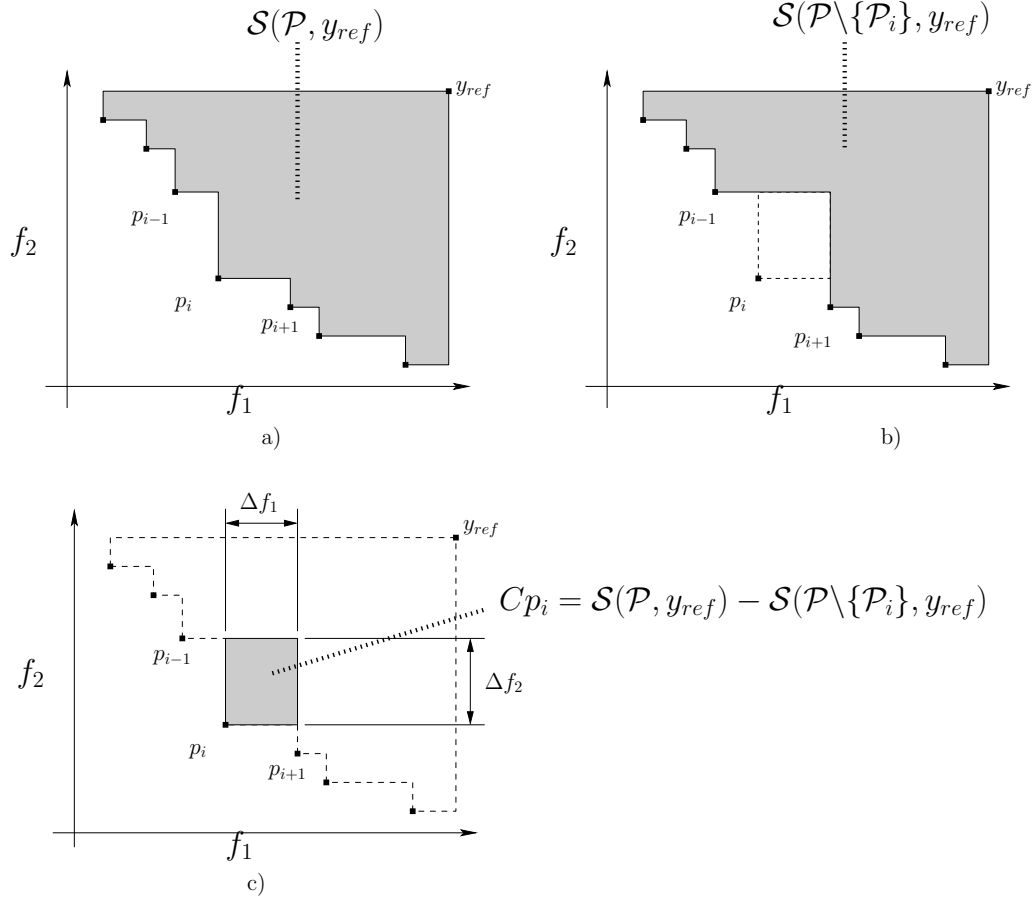 𝒮(𝒫, y_ref)
𝒮(𝒫\{𝒫_i}, y_ref)
y_ref
y_ref
p_{i−1}
p_{i−1}
f_2
f_2
p_i
p_i
p_{i+1}
p_{i+1}
f_1
f_1
a)
b)
Δf_1
y_ref
Cp_i = 𝒮(𝒫, y_ref) − 𝒮(𝒫\{𝒫_i}, y_ref)
p_{i−1}
f_2
Δf_2
p_i
p_{i+1}
f_1
c)